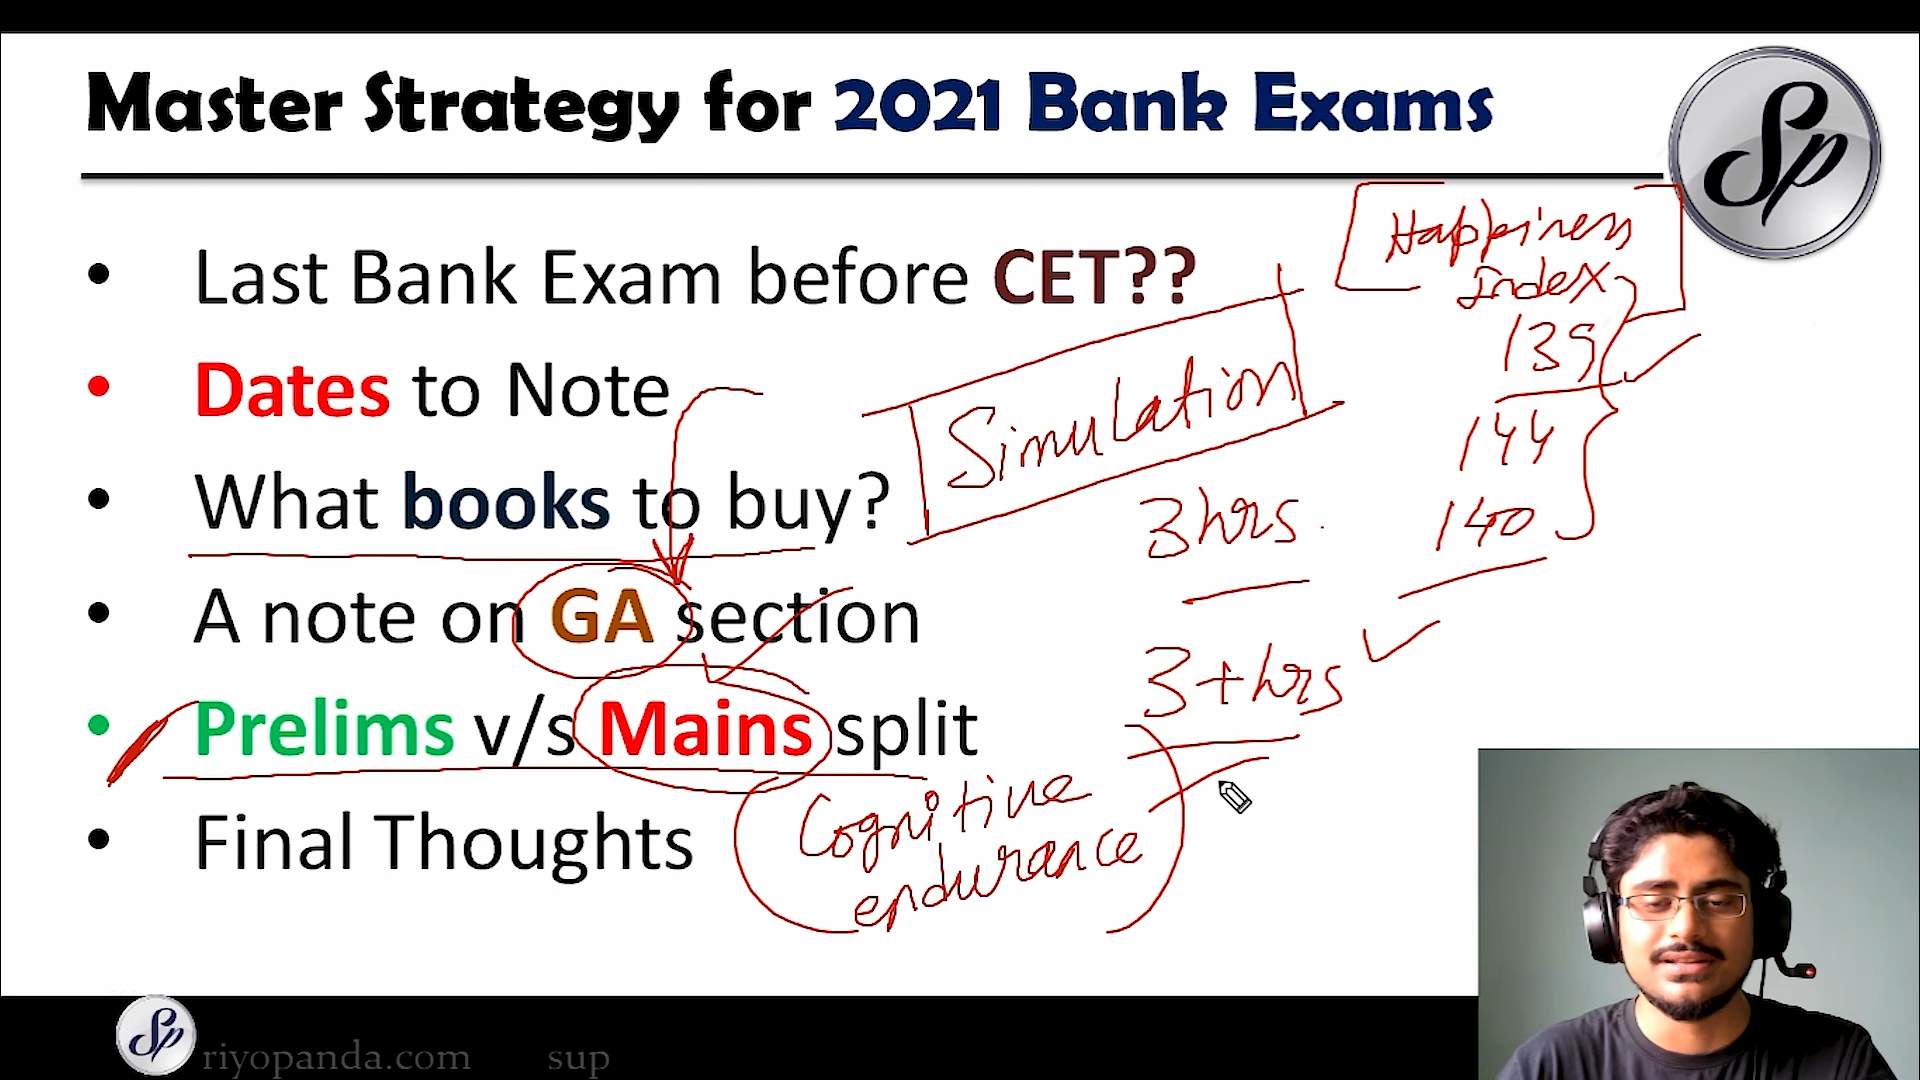 Master Strategy for 2021 Bank Exams
Sp
Happiness
Index
• Last Bank Exam before CET??
139
• Dates to Note
Simulation
144
• What books to buy?
3hrs.
140
• A note on GA section
3+hrs
• Prelims v/s Mains split
Cognitive
endurance
• Final Thoughts
Sp riyopanda.com sup